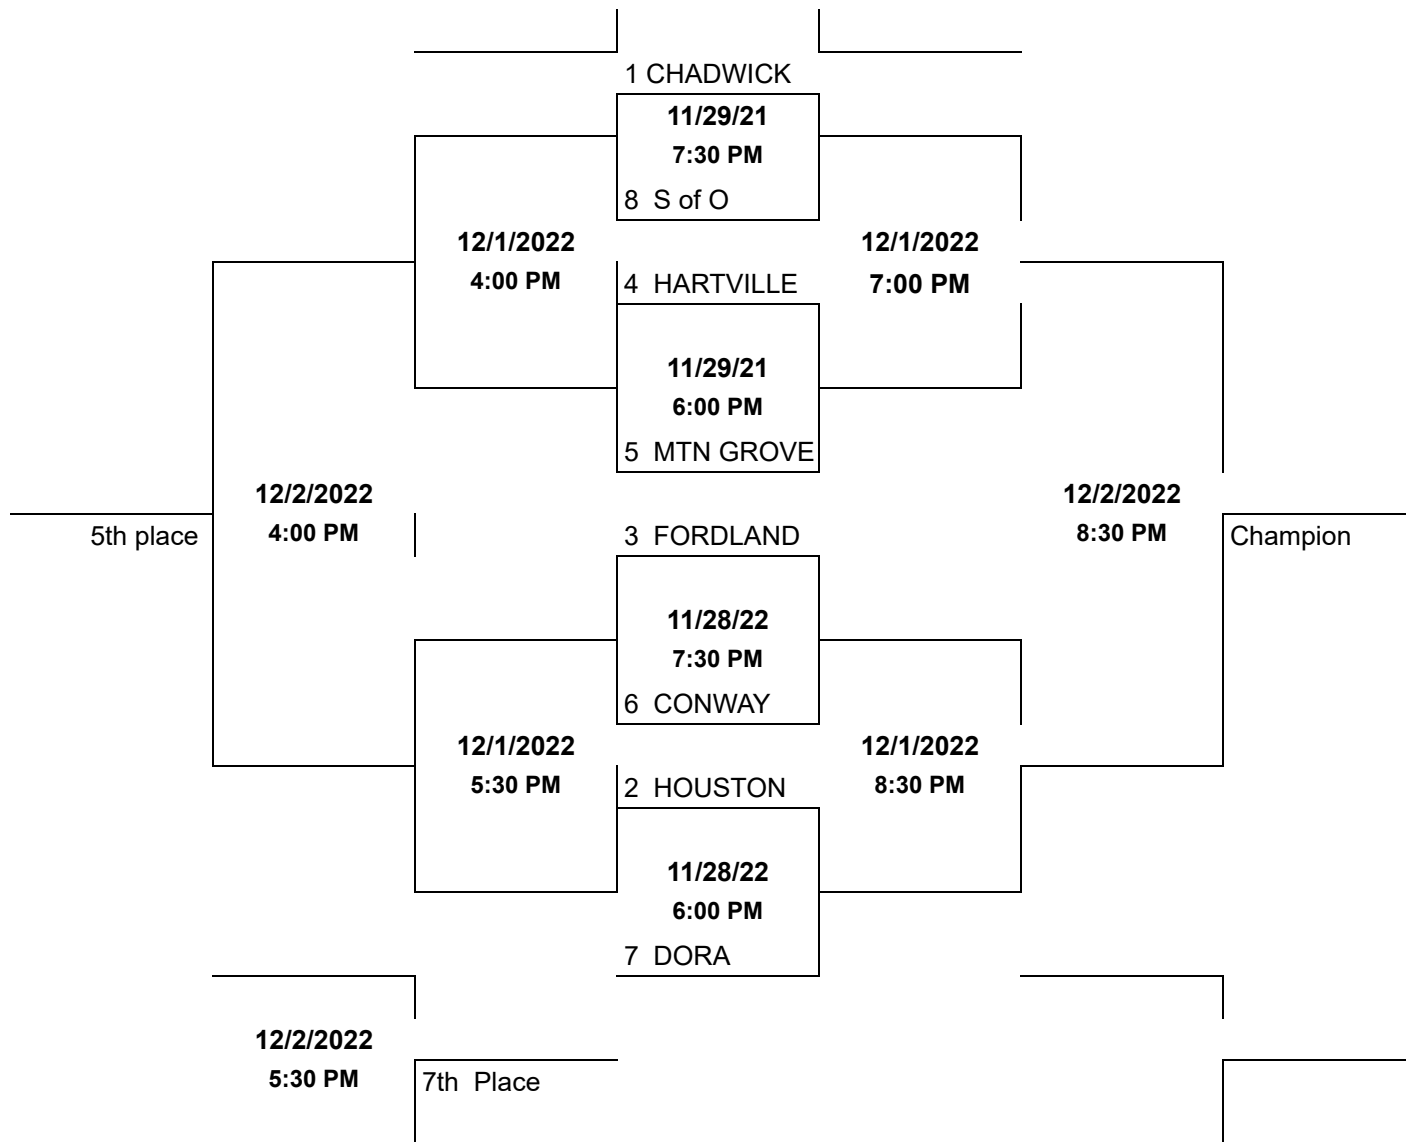 1 CHADWICK
11/29/21
7:30 PM
8 S of O
12/1/2022
4:00 PM
12/1/2022
7:00 PM
4 HARTVILLE
11/29/21
6:00 PM
5 MTN GROVE
12/2/2022
4:00 PM
12/2/2022
8:30 PM
5th place
3 FORDLAND
Champion
11/28/22
7:30 PM
6 CONWAY
12/1/2022
5:30 PM
12/1/2022
8:30 PM
2 HOUSTON
11/28/22
6:00 PM
7 DORA
12/2/2022
5:30 PM
7th Place